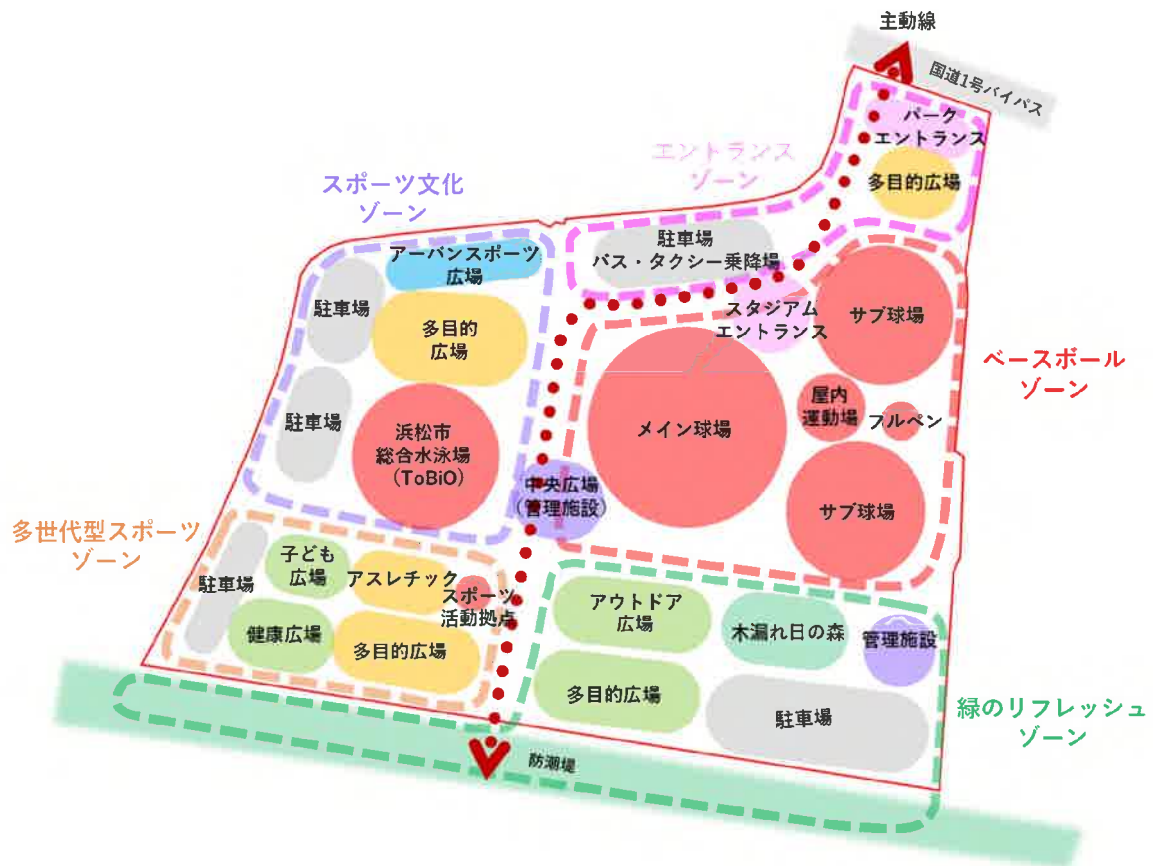 主動線
国道1号バイパス
パーク
エントランス
多目的広場
エントランス
ゾーン
駐車場
バス・タクシー乗降場
スポーツ文化
ゾーン
アーバンスポーツ
広場
駐車場
多目的
広場
駐車場
浜松市
総合水泳場
（ToBiO）
スタジアム
エントランス
サブ球場
ベースボール
ゾーン
メイン球場
屋内
運動場
ブルペン
サブ球場
中央広場
（管理施設）
多世代型スポーツ
ゾーン
駐車場
子ども
広場
アスレチック
スポーツ
活動拠点
健康広場
多目的広場
アウトドア
広場
木漏れ日の森
管理施設
多目的広場
駐車場
緑のリフレッシュ
ゾーン
防潮堤